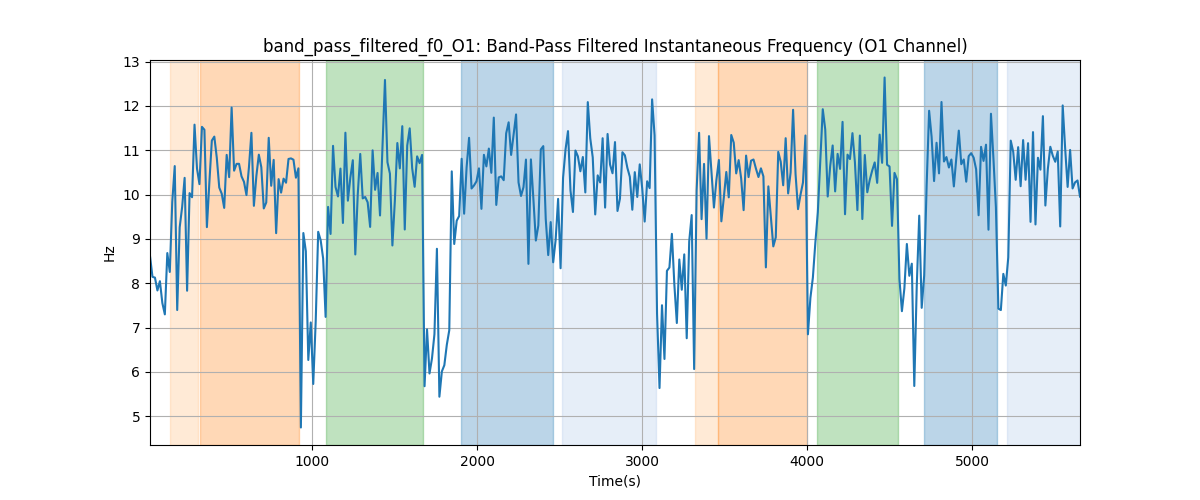 band_pass_filtered_f0_O1: Band-Pass Filtered Instantaneous Frequency (O1 Channel)
13
12
11
10
9
8
7
6
5
Hz
1000 2000 3000 4000 5000
Time(s)